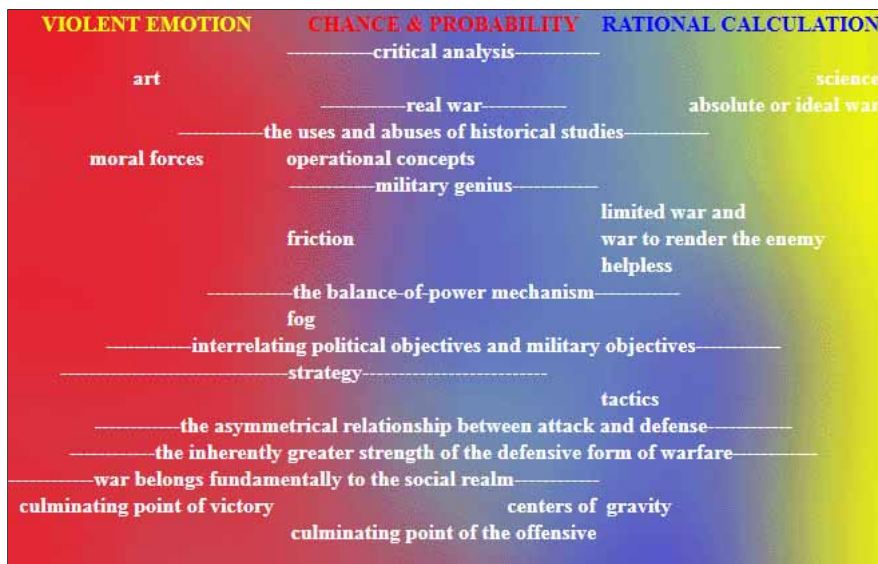 VIOLENT EMOTION CHANCE & PROBABILITY RATIONAL CALCULATION
------------critical analysis------------
art science
------------real war------------ absolute or ideal war
------------the uses and abuses of historical studies------------
moral forces operational concepts
------------military genius------------
limited war and
friction war to render the enemy
helpless
------------the balance-of-power mechanism------------
fog
------------interrelating political objectives and military objectives------------
--------------------------------strategy--------------------------
tactics
------------the asymmetrical relationship between attack and defense------------
------------the inherently greater strength of the defensive form of warfare------------
------------war belongs fundamentally to the social realm------------
culminating point of victory centers of gravity
culminating point of the offensive